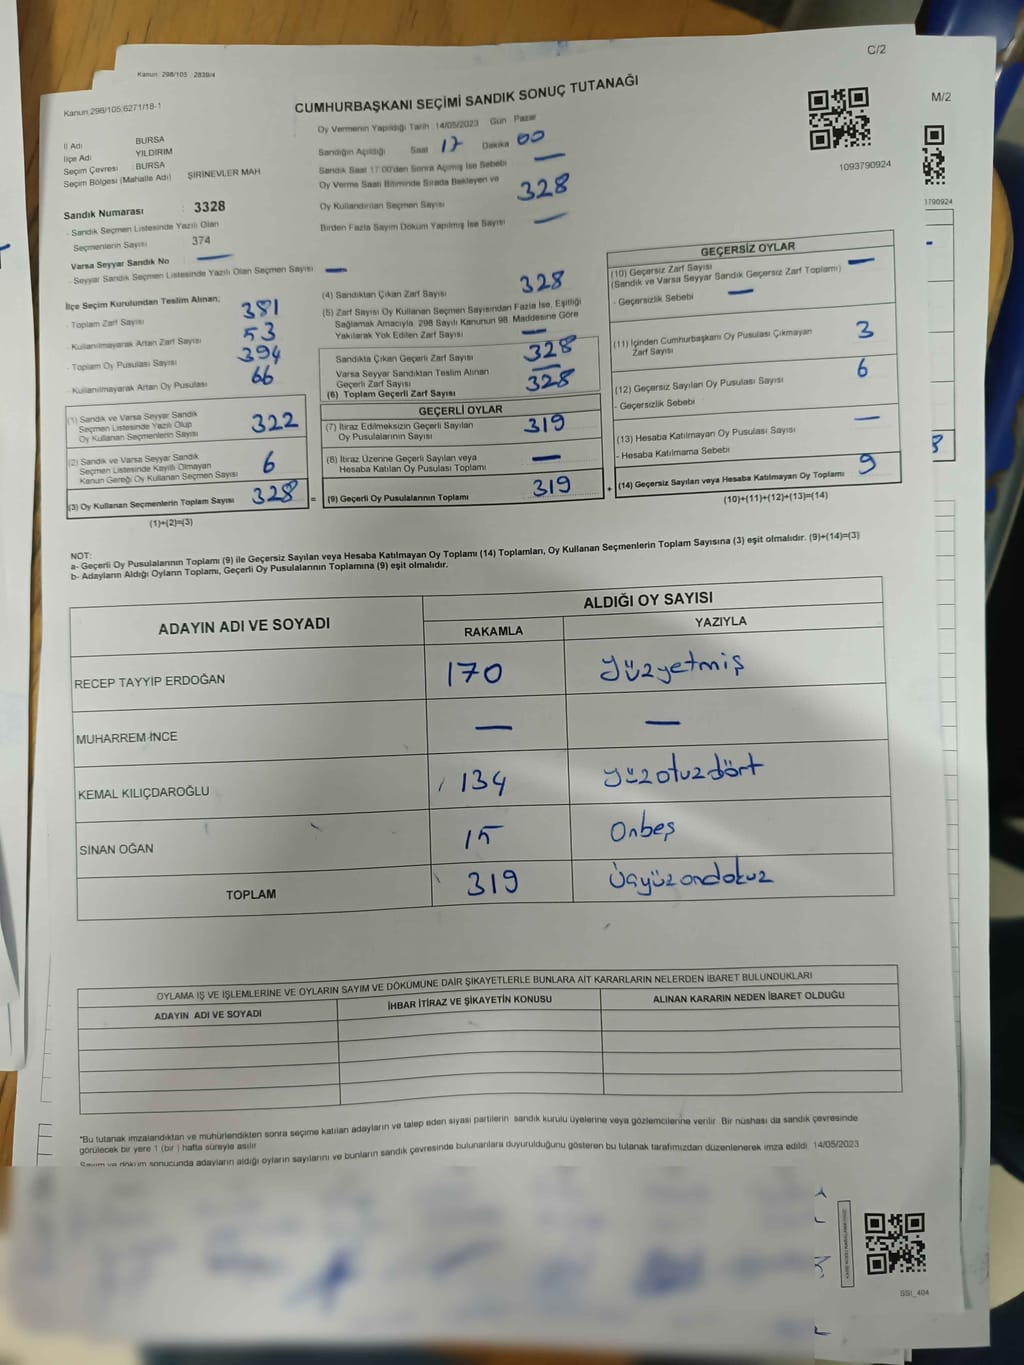 C/2
Kanun: 298/105 2839/4
Kanun:298/105;6271/18-1
CUMHURBAŞKANI SEÇİMİ SANDIK SONUÇ TUTANAĞI
M/2
İl Adı BURSA
İlçe Adı YILDIRIM
Seçim Çevresi : BURSA
Seçim Bölgesi (Mahalle Adı) ŞİRİNEVLER MAH
Sandık Numarası : 3328
- Sandık Seçmen Listesinde Yazılı Olan
Seçmenlerin Sayısı 374
Varsa Seyyar Sandık No —
- Seyyar Sandık Seçmen Listesinde Yazılı Olan Seçmen Sayısı —
Oy Vermenin Yapıldığı Tarih : 14/05/2023 Gün Pazar
Sandığın Açıldığı Saat 17 Dakika 00
Sandık Saat 17:00'den Sonra Açılmış İse Sebebi —
Oy Verme Saati Bitiminde Sırada Bekleyen ve
Oy Kullandırılan Seçmen Sayısı 328
Birden Fazla Sayım Döküm Yapılmış İse Sayısı —
1093790924
1790924
İlçe Seçim Kurulundan Teslim Alınan;
- Toplam Zarf Sayısı 381
- Kullanılmayarak Artan Zarf Sayısı 53
- Toplam Oy Pusulası Sayısı 394
- Kullanılmayarak Artan Oy Pusulası 66
(1) Sandık ve Varsa Seyyar Sandık
Seçmen Listesinde Yazılı Olup
Oy Kullanan Seçmenlerin Sayısı 322
(2) Sandık ve Varsa Seyyar Sandık
Seçmen Listesinde Kayıtlı Olmayan
Kanun Gereği Oy Kullanan Seçmen Sayısı 6
(3) Oy Kullanan Seçmenlerin Toplam Sayısı 328 =
(1)+(2)=(3)
(4) Sandıktan Çıkan Zarf Sayısı 328
(5) Zarf Sayısı Oy Kullanan Seçmen Sayısından Fazla İse, Eşitliği
Sağlamak Amacıyla, 298 Sayılı Kanunun 98. Maddesine Göre
Yakılarak Yok Edilen Zarf Sayısı —
Sandıkta Çıkan Geçerli Zarf Sayısı 328
Varsa Seyyar Sandıktan Teslim Alınan
Geçerli Zarf Sayısı —
(6) Toplam Geçerli Zarf Sayısı 328
GEÇERLİ OYLAR
(7) İtiraz Edilmeksizin Geçerli Sayılan
Oy Pusulalarının Sayısı 319
(8) İtiraz Üzerine Geçerli Sayılan veya
Hesaba Katılan Oy Pusulası Toplamı —
(9) Geçerli Oy Pusulalarının Toplamı 319 +
GEÇERSİZ OYLAR
(10) Geçersiz Zarf Sayısı
(Sandık ve Varsa Seyyar Sandık Geçersiz Zarf Toplamı) —
- Geçersizlik Sebebi —
(11) İçinden Cumhurbaşkanı Oy Pusulası Çıkmayan
Zarf Sayısı 3
(12) Geçersiz Sayılan Oy Pusulası Sayısı 6
- Geçersizlik Sebebi
(13) Hesaba Katılmayan Oy Pusulası Sayısı —
- Hesaba Katılmama Sebebi
(14) Geçersiz Sayılan veya Hesaba Katılmayan Oy Toplamı 9
(10)+(11)+(12)+(13)=(14)
NOT:
a- Geçerli Oy Pusulalarının Toplamı (9) ile Geçersiz Sayılan veya Hesaba Katılmayan Oy Toplamı (14) Toplamları, Oy Kullanan Seçmenlerin Toplam Sayısına (3) eşit olmalıdır. (9)+(14)=(3)
b- Adayların Aldığı Oyların Toplamı, Geçerli Oy Pusulalarının Toplamına (9) eşit olmalıdır.
ADAYIN ADI VE SOYADI ALDIĞI OY SAYISI
RAKAMLA YAZIYLA
RECEP TAYYİP ERDOĞAN 170 yüzyetmiş
MUHARREM İNCE — —
KEMAL KILIÇDAROĞLU 134 yüzotuzdört
SİNAN OĞAN 15 Onbeş
TOPLAM 319 üçyüzondokuz
OYLAMA İŞ VE İŞLEMLERİNE VE OYLARIN SAYIM VE DÖKÜMÜNE DAİR ŞİKAYETLERLE BUNLARA AİT KARARLARIN NELERDEN İBARET BULUNDUKLARI
ADAYIN ADI VE SOYADI İHBAR İTİRAZ VE ŞİKAYETİN KONUSU ALINAN KARARIN NEDEN İBARET OLDUĞU
*Bu tutanak imzalandıktan ve mühürlendikten sonra seçime katılan adayların ve talep eden siyasi partilerin sandık kurulu üyelerine veya gözlemcilerine verilir. Bir nüshası da sandık çevresinde
görülecek bir yere 1 (bir ) hafta süreyle asılır.
Sayım ve döküm sonucunda adayların aldığı oyların sayılarını ve bunların sandık çevresinde bulunanlara duyurulduğunu gösteren bu tutanak tarafımızdan düzenlenerek imza edildi. 14/05/2023
SSİ_404